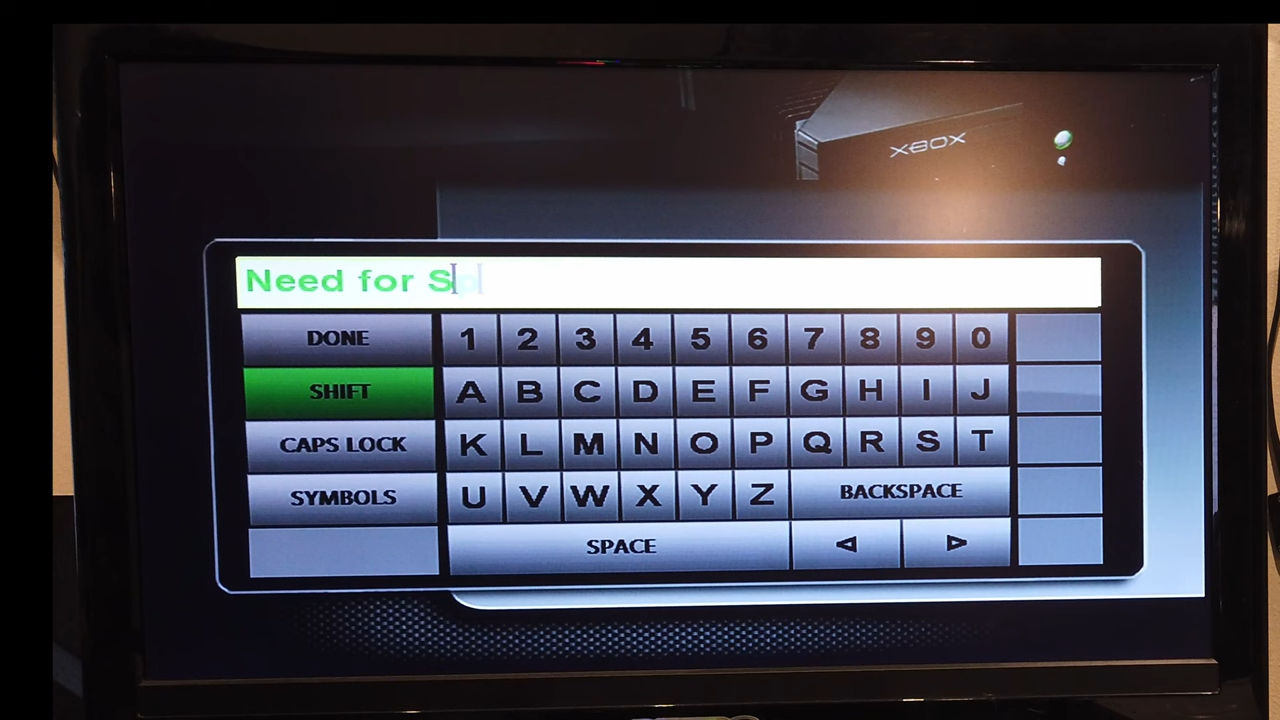 XBOX
Need for S
DONE 1 2 3 4 5 6 7 8 9 0
SHIFT A B C D E F G H I J
CAPS LOCK K L M N O P Q R S T
SYMBOLS U V W X Y Z BACKSPACE
SPACE